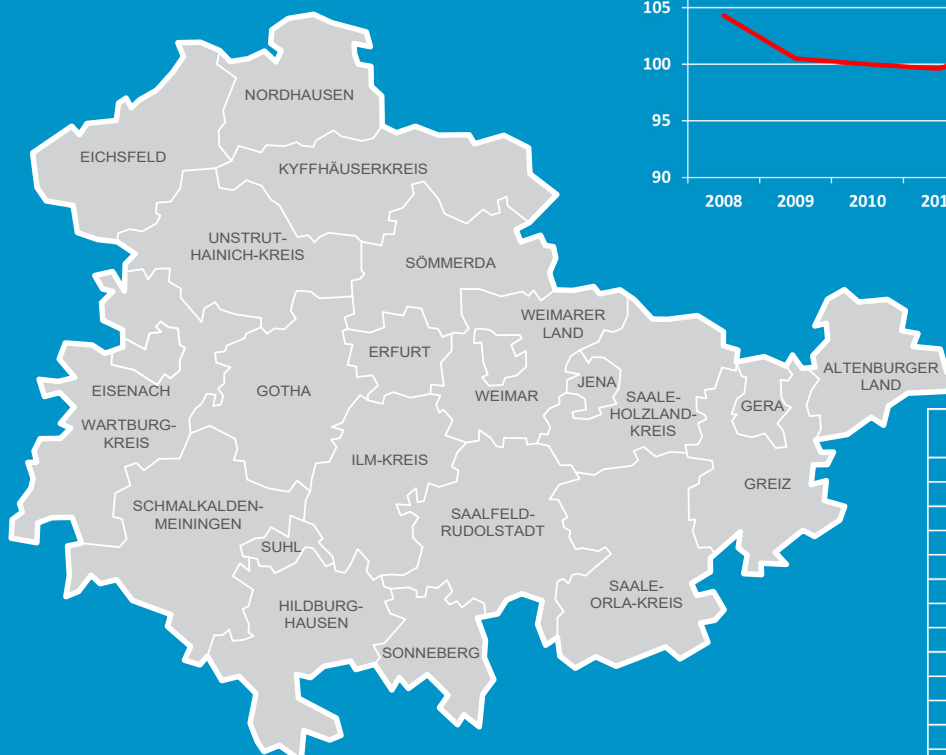 105
100
95
90
2008 2009 2010 201
NORDHAUSEN
EICHSFELD
KYFFHÄUSERKREIS
UNSTRUT-
HAINICH-KREIS
SÖMMERDA
WEIMARER
LAND
ERFURT
EISENACH
GOTHA
WEIMAR
JENA
SAALE-
HOLZLAND-
KREIS
GERA
ALTENBURGER
LAND
WARTBURG-
KREIS
ILM-KREIS
GREIZ
SCHMALKALDEN-
MEININGEN
SAALFELD-
RUDOLSTADT
SUHL
SAALE-
ORLA-KREIS
HILDBURG-
HAUSEN
SONNEBERG